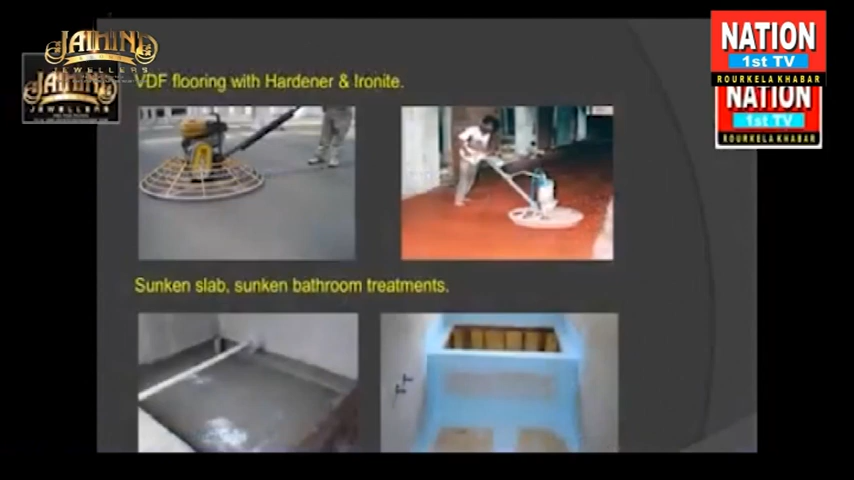 JAIHIND
JEWELLERS
JAIHIND
JEWELLERS
NATION
1st TV
ROURKELA KHABAR
NATION
1st TV
ROURKELA KHABAR
VDF flooring with Hardener & Ironite.
Sunken slab, sunken bathroom treatments.